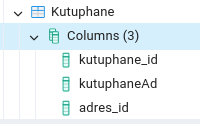 Kutuphane
Columns (3)
kutuphane_id
kutuphaneAd
adres_id